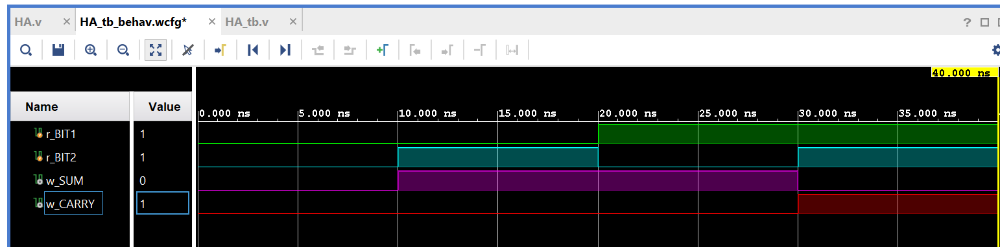 HA.v × HA_tb_behav.wcfg* × HA_tb.v × ?
40.000 ns
Name Value
0.000 ns 5.000 ns 10.000 ns 15.000 ns 20.000 ns 25.000 ns 30.000 ns 35.000 ns
r_BIT1 1
r_BIT2 1
w_SUM 0
w_CARRY 1